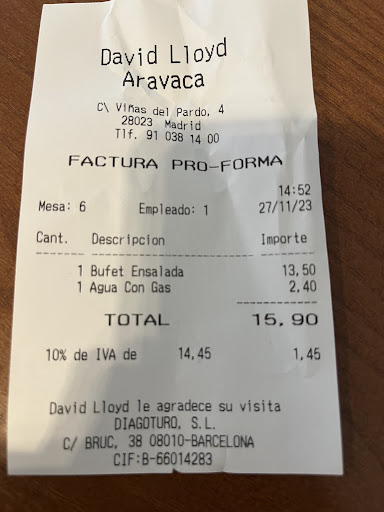 David Lloyd
Aravaca
C\ Viñas del Pardo, 4
28023 Madrid
Tlf. 91 038 14 00
FACTURA PRO-FORMA
14:52
Mesa: 6 Empleado: 1 27/11/23
Cant. Descripcion Importe
1 Bufet Ensalada 13,50
1 Agua Con Gas 2,40
TOTAL 15,90
10% de IVA de 14,45 1,45
David Lloyd le agradece su visita
DIAGOTURO, S.L.
C/ BRUC, 38 08010-BARCELONA
CIF:B-66014283